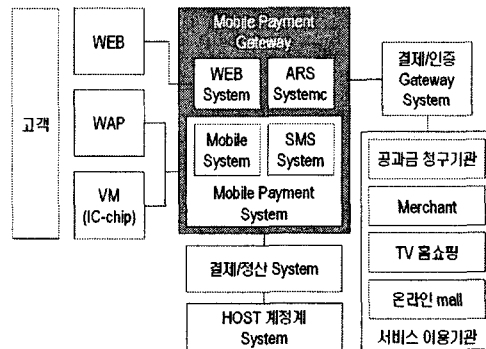 고객
WEB
WAP
VM
(IC-chip)
Mobile Payment
Gateway
WEB
System
ARS
Systemc
Mobile
System
SMS
System
Mobile Payment
System
결제/정산 System
HOST 계정계
System
결제/인증
Gateway
System
공과금 청구기관
Merchant
TV 홈쇼핑
온라인 mall
서비스 이용기관